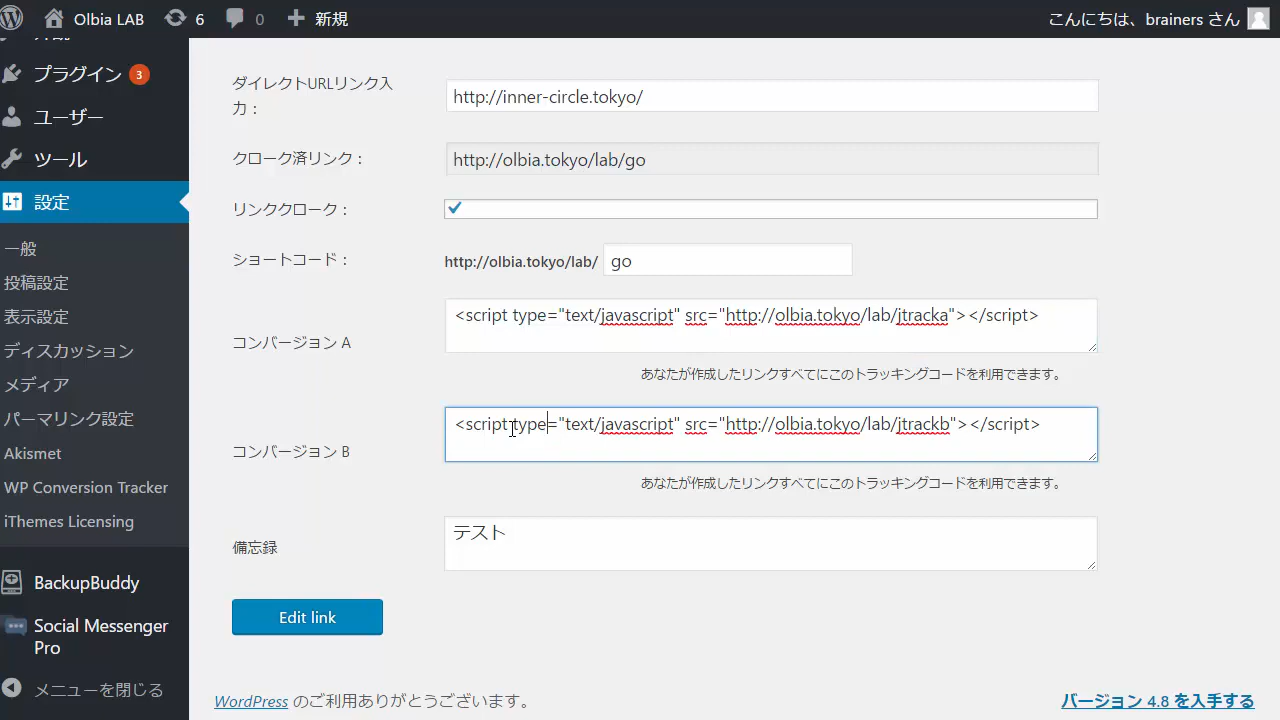 Olbia LAB 6 0 新規 こんにちは、brainers さん
プラグイン 3
ユーザー
ツール
設定
一般
投稿設定
表示設定
ディスカッション
メディア
パーマリンク設定
Akismet
WP Conversion Tracker
iThemes Licensing
BackupBuddy
Social Messenger
Pro
メニューを閉じる
ダイレクトURLリンク入
力：
http://inner-circle.tokyo/
クローク済リンク：
http://olbia.tokyo/lab/go
リンククローク：
ショートコード：
http://olbia.tokyo/lab/ go
コンバージョン A
<script type="text/javascript" src="http://olbia.tokyo/lab/jtracka"></script>
あなたが作成したリンクすべてにこのトラッキングコードを利用できます。
コンバージョン B
<script type="text/javascript" src="http://olbia.tokyo/lab/jtrackb"></script>
あなたが作成したリンクすべてにこのトラッキングコードを利用できます。
備忘録
テスト
Edit link
WordPress のご利用ありがとうございます。
バージョン 4.8 を入手する